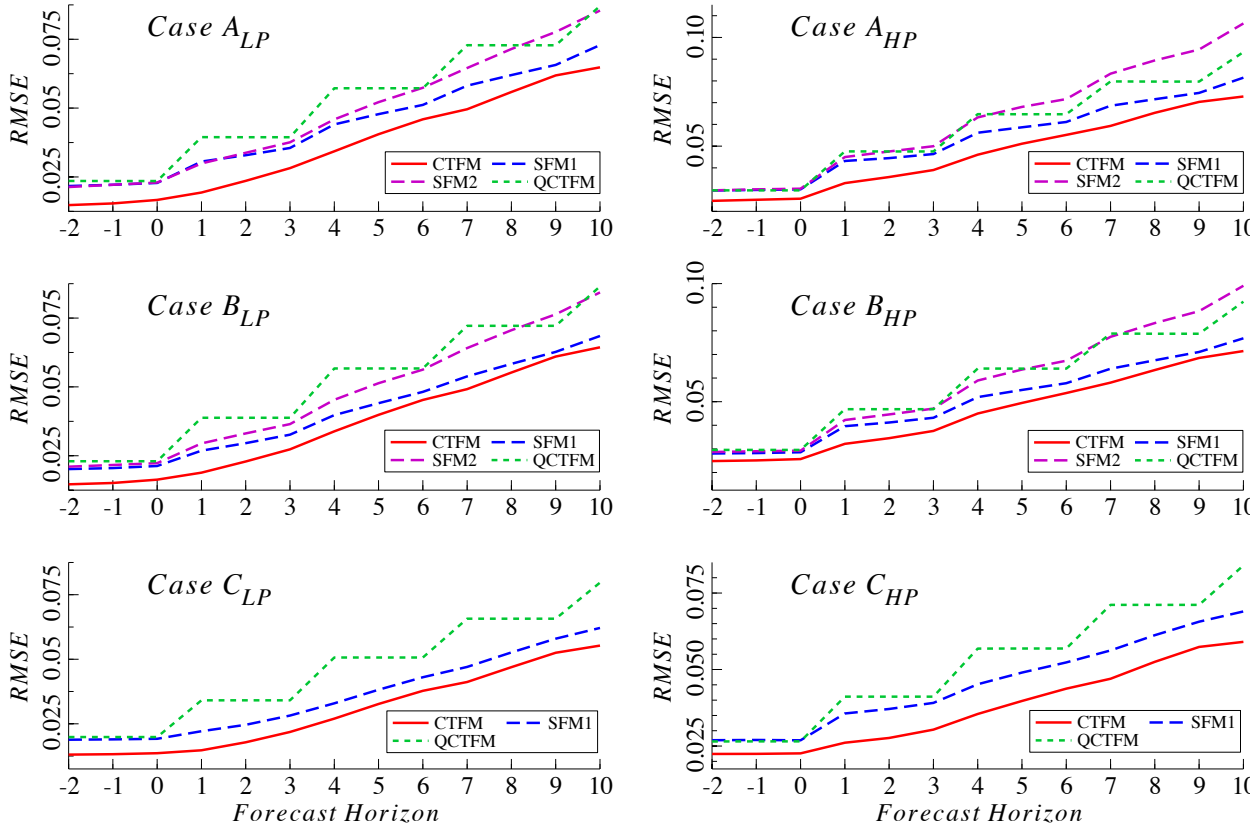 Case A_LP
RMSE
0.075
0.05
0.025
CTFM SFM1
SFM2 QCTFM
-2 -1 0 1 2 3 4 5 6 7 8 9 10
Case A_HP
RMSE
0.10
0.05
CTFM SFM1
SFM2 QCTFM
-2 -1 0 1 2 3 4 5 6 7 8 9 10
Case B_LP
RMSE
0.075
0.05
0.025
CTFM SFM1
SFM2 QCTFM
-2 -1 0 1 2 3 4 5 6 7 8 9 10
Case B_HP
RMSE
0.10
0.05
CTFM SFM1
SFM2 QCTFM
-2 -1 0 1 2 3 4 5 6 7 8 9 10
Case C_LP
RMSE
0.075
0.05
0.025
CTFM SFM1
QCTFM
-2 -1 0 1 2 3 4 5 6 7 8 9 10
Forecast Horizon
Case C_HP
RMSE
0.075
0.050
0.025
CTFM SFM1
QCTFM
-2 -1 0 1 2 3 4 5 6 7 8 9 10
Forecast Horizon